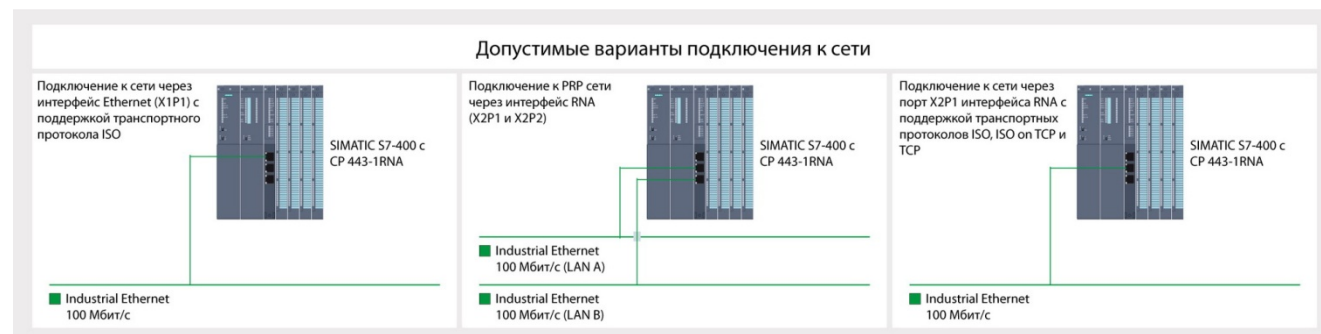 Допустимые варианты подключения к сети
Подключение к сети через
интерфейс Ethernet (X1P1) с
поддержкой транспортного
протокола ISO
SIMATIC S7-400 с
CP 443-1RNA
Industrial Ethernet
100 Мбит/с
Подключение к PRP сети
через интерфейс RNA
(X2P1 и X2P2)
SIMATIC S7-400 с
CP 443-1RNA
Industrial Ethernet
100 Мбит/с (LAN A)
Industrial Ethernet
100 Мбит/с (LAN B)
Подключение к сети через
порт X2P1 интерфейса RNA с
поддержкой транспортных
протоколов ISO, ISO on TCP и
TCP
SIMATIC S7-400 с
CP 443-1RNA
Industrial Ethernet
100 Мбит/с